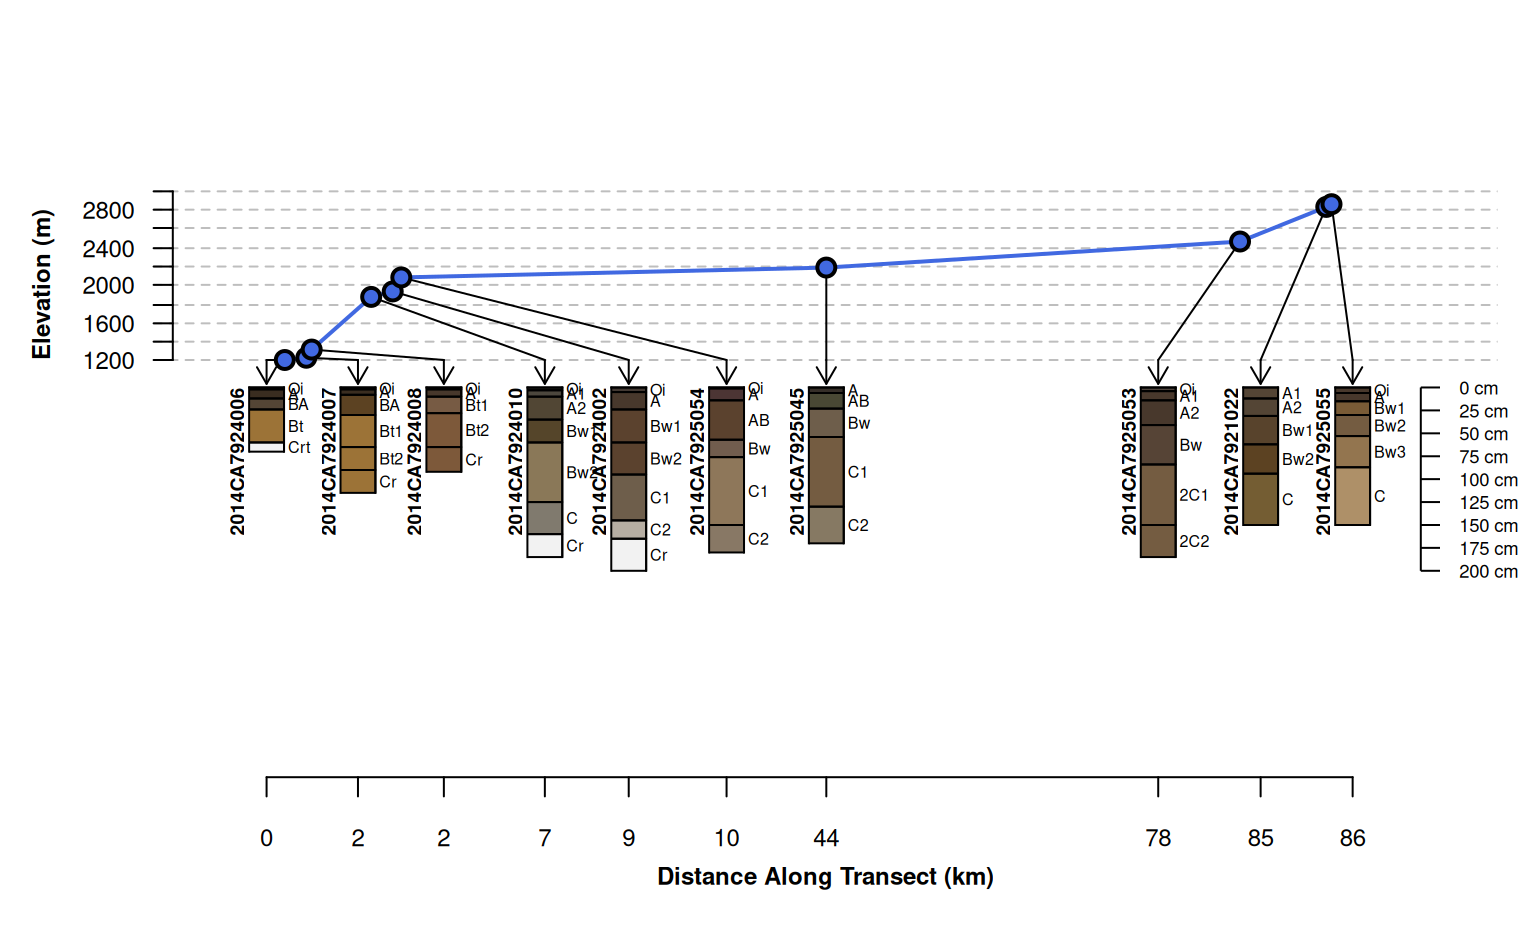 Elevation (m)
2800
2400
2000
1600
1200
2014CA7924006
Oi
A
BA
Bt
Crt
2014CA7924007
Oi
A
BA
Bt1
Bt2
Cr
2014CA7924008
Oi
A
Bt1
Bt2
Cr
2014CA7924010
Oi
A1
A2
Bw1
Bw2
C
Cr
2014CA7924002
Oi
A
Bw1
Bw2
C1
C2
Cr
2014CA7925054
Oi
A
AB
Bw
C1
C2
2014CA7925045
A
AB
Bw
C1
C2
2014CA7925053
Oi
A1
A2
Bw
2C1
2C2
2014CA7921022
A1
A2
Bw1
Bw2
C
2014CA7925055
Oi
A
Bw1
Bw2
Bw3
C
0 cm
25 cm
50 cm
75 cm
100 cm
125 cm
150 cm
175 cm
200 cm
0 2 2 7 9 10 44 78 85 86
Distance Along Transect (km)